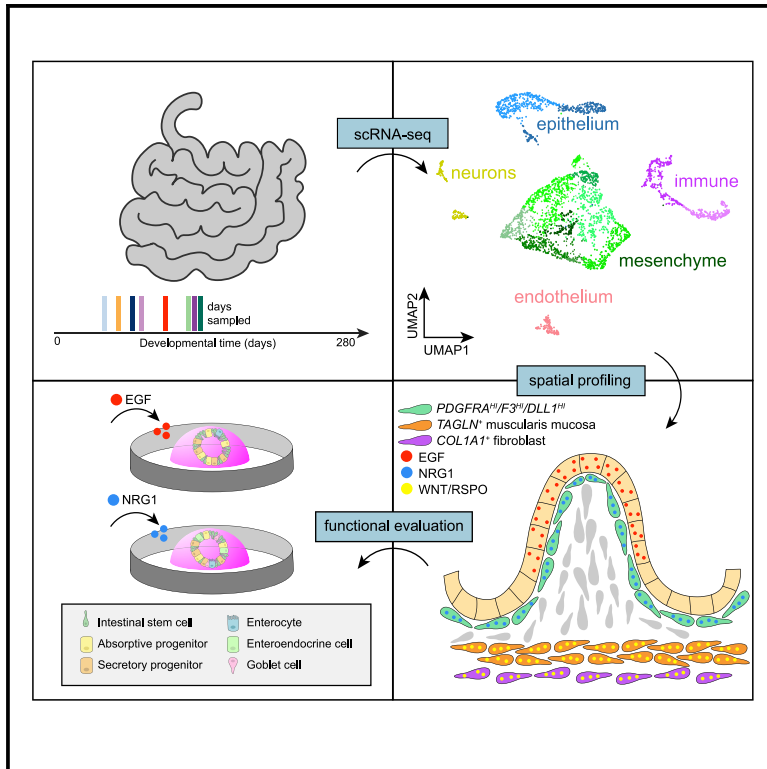 scRNA-seq
days
sampled
0
Developmental time (days)
280
epithelium
neurons
immune
mesenchyme
endothelium
UMAP2
UMAP1
spatial profiling
EGF
NRG1
functional evaluation
Intestinal stem cell
Enterocyte
Absorptive progenitor
Enteroendocrine cell
Secretory progenitor
Goblet cell
PDGFRA^HI/F3^HI/DLL1^HI
TAGLN⁺ muscularis mucosa
COL1A1⁺ fibroblast
EGF
NRG1
WNT/RSPO